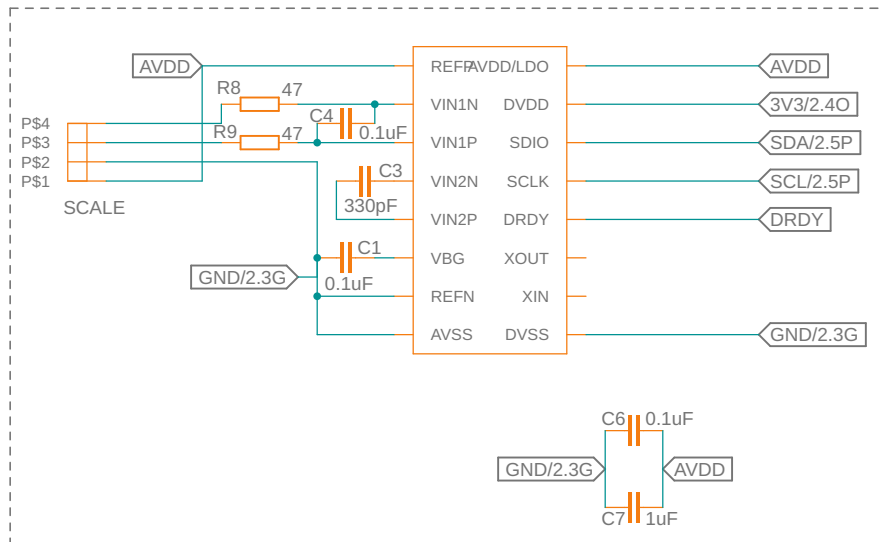 AVDD
REFP
AVDD/LDO
AVDD
R8
47
VIN1N
DVDD
3V3/2.4O
C4
0.1uF
P$4
R9
47
VIN1P
SDIO
SDA/2.5P
P$3
P$2
C3
VIN2N
SCLK
SCL/2.5P
P$1
330pF
SCALE
VIN2P
DRDY
DRDY
C1
VBG
XOUT
GND/2.3G
0.1uF
REFN
XIN
AVSS
DVSS
GND/2.3G
C6
0.1uF
GND/2.3G
AVDD
C7
1uF